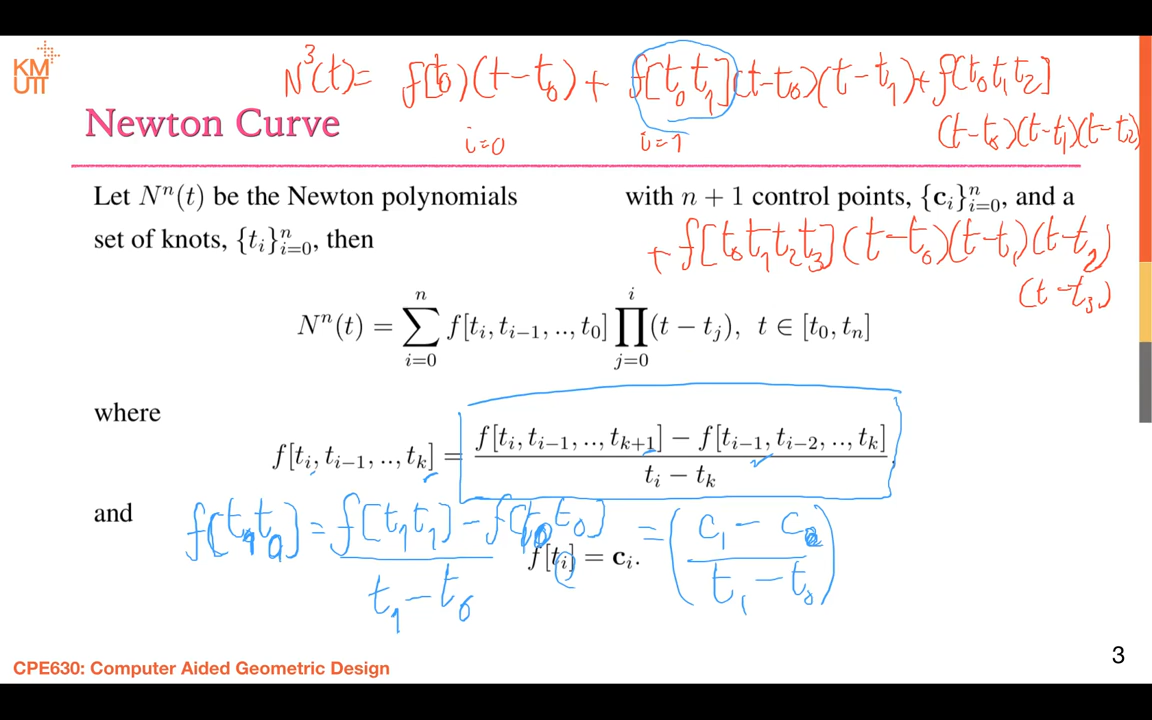 KM
UTT
N³(t) = f[t₀)(t-t₀) + f[t₀ t₁](t-t₀)(t-t₁) + f[t₀ t₁ t₂]
(t-t₀)(t-t₁)(t-t₂)
i=0 i=1
Newton Curve
Let Nⁿ(t) be the Newton polynomials with n + 1 control points, {cᵢ}ⁿᵢ₌₀, and a
set of knots, {tᵢ}ⁿᵢ₌₀, then
+ f[t₀ t₁ t₂ t₃](t-t₀)(t-t₁)(t-t₂)
(t-t₃)
Nⁿ(t) = ∑ⁿᵢ₌₀ f[tᵢ, tᵢ₋₁, .., t₀] ∏ⁱⱼ₌₀ (t − tⱼ), t ∈ [t₀, tₙ]
where
f[tᵢ, tᵢ₋₁, .., tₖ] = (f[tᵢ, tᵢ₋₁, .., tₖ₊₁] − f[tᵢ₋₁, tᵢ₋₂, .., tₖ]) / (tᵢ − tₖ),
and
f[t₁ t₀] = (f[t₁ t₁] - f[t₀ t₀]) / (t₁ - t₀) = ((c₁ - c₀) / (t₁ - t₀))
f[tᵢ] = cᵢ.
CPE630: Computer Aided Geometric Design
3